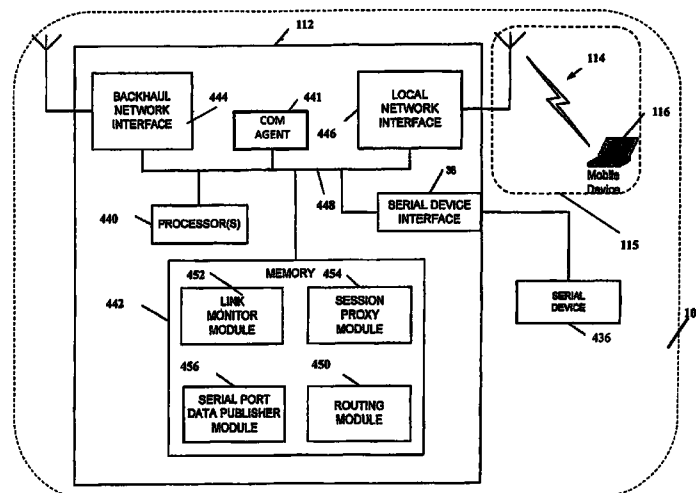 112
BACKHAUL
NETWORK
INTERFACE
444
441
COM
AGENT
446
LOCAL
NETWORK
INTERFACE
114
116
Mobile
Device
115
448
36
SERIAL DEVICE
INTERFACE
440
PROCESSOR(S)
442
MEMORY
452
LINK
MONITOR
MODULE
454
SESSION
PROXY
MODULE
SERIAL
DEVICE
436
10
456
SERIAL PORT
DATA PUBLISHER
MODULE
450
ROUTING
MODULE